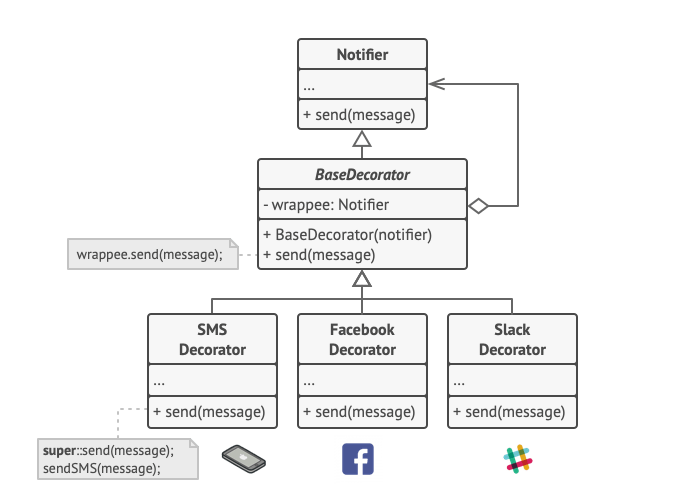 Notifier
...
+ send(message)
BaseDecorator
- wrappee: Notifier
+ BaseDecorator(notifier)
+ send(message)
wrappee.send(message);
SMS
Decorator
...
+ send(message)
Facebook
Decorator
...
+ send(message)
Slack
Decorator
...
+ send(message)
super::send(message);
sendSMS(message);